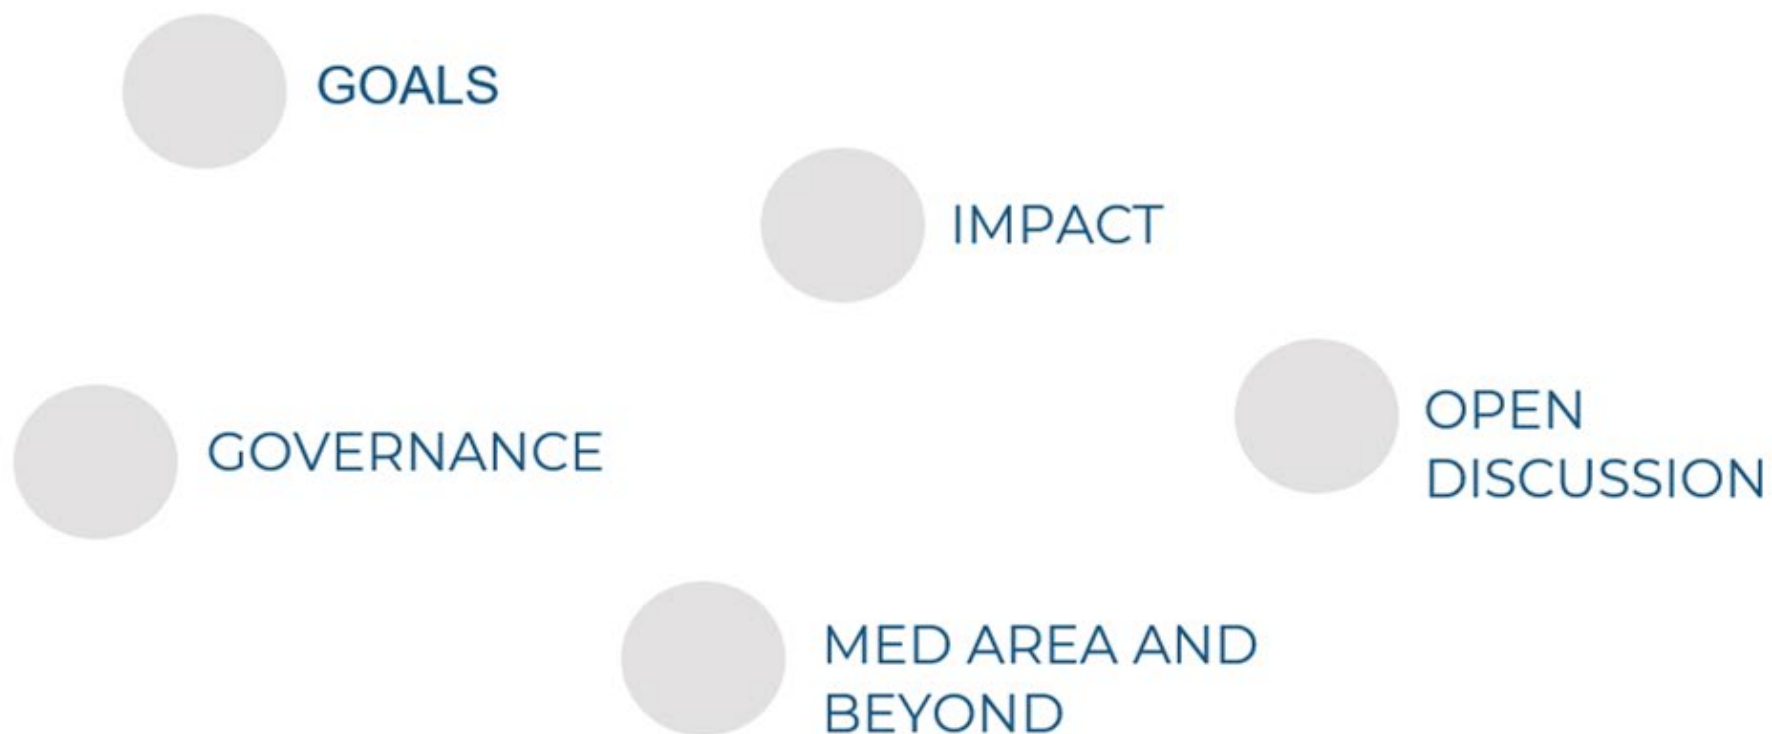 GOALS
IMPACT
OPEN
DISCUSSION
GOVERNANCE
MED AREA AND
BEYOND